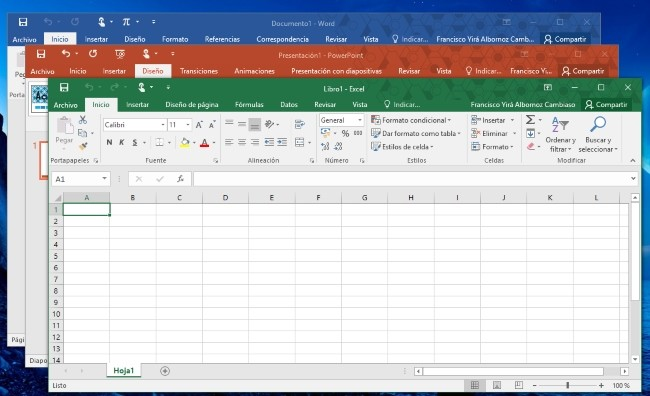 Documento1 - Word
Archivo Inicio Insertar Diseño Formato Referencias Correspondencia Revisar Vista Indicar... Francisco Yirá Albornoz Camb... Compartir
Presentación1 - PowerPoint
Archivo Inicio Insertar Diseño Transiciones Animaciones Presentación con diapositivas Revisar Vista Indicar... Francisco Yi... Compartir
Libro1 - Excel
Archivo Inicio Insertar Diseño de página Fórmulas Datos Revisar Vista Indicar... Francisco Yirá Albornoz Cambiaso Compartir
Peg
Porta
Pegar
Calibri 11 A A
General
Formato condicional
Insertar
N K S A
% 000
Dar formato como tabla
Eliminar
Ordenar y filtrar
Buscar y seleccionar
Estilos de celda
Formato
Portapapeles Fuente Alineación Número Estilos Celdas Modificar
1
A1 fx
A B C D E F G H I J K L
1
2
3
4
5
6
7
8
9
10
11
12
13
14
Pági
Diapo
Hoja1
Listo 100 %